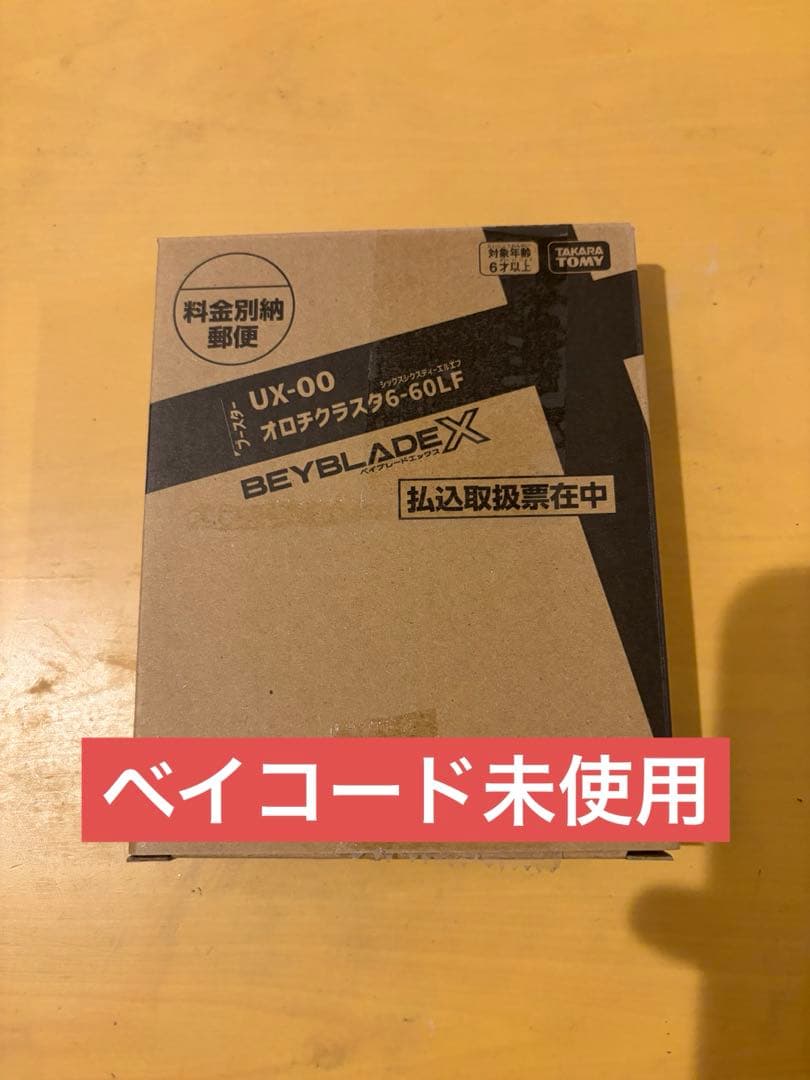 対象年齢
6才以上
TAKARA
TOMY
料金別納
郵便
ブースター
UX-00
シックスシクスティーエルエフ
オロチクラスタ6-60LF
BEYBLADE X
ベイブレードエックス
払込取扱票在中
ベイコード未使用